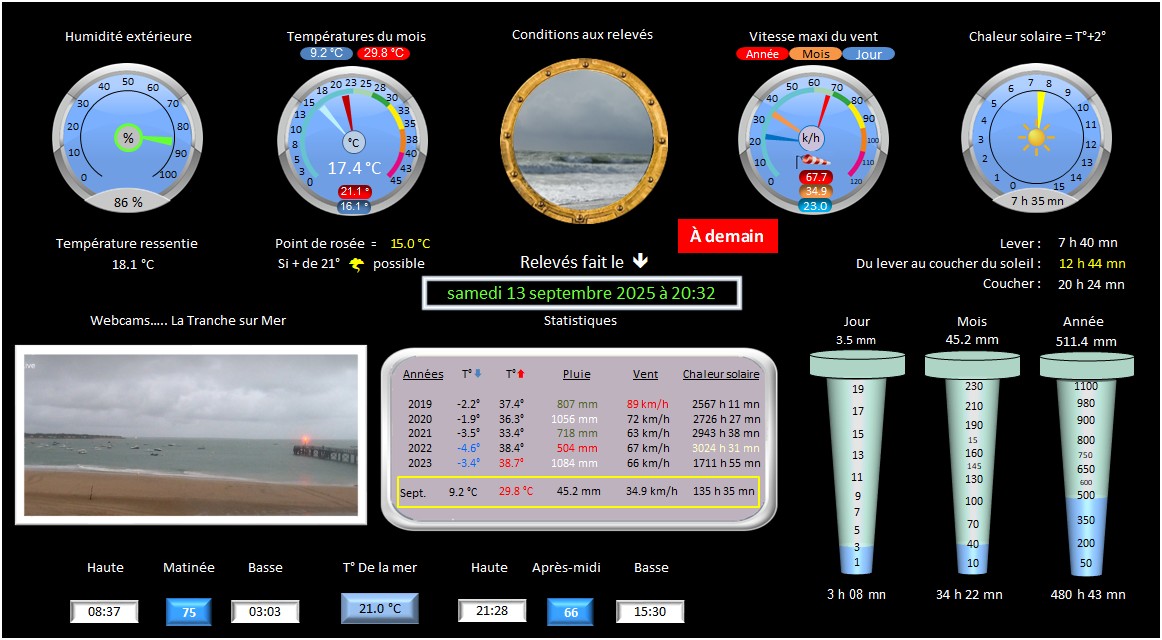 Humidité extérieure
Températures du mois
Conditions aux relevés
Vitesse maxi du vent
Chaleur solaire = T°+2°
9.2 °C 29.8 °C
Année Mois Jour
0 10 20 30 40 50 60 70 80 90 100
%
86 %
0 3 5 8 10 13 15 18 20 23 25 28 30 33 35 38 40 43 45
°C
17.4 °C
21.1 °
16.1 °
0 10 20 30 40 50 60 70 80 90 100 110 120
k/h
67.7
34.9
23.0
0 1 2 3 4 5 6 7 8 9 10 11 12 13 14 15
7 h 35 mn
À demain
Température ressentie
18.1 °C
Point de rosée = 15.0 °C
Si + de 21° possible
Relevés fait le
samedi 13 septembre 2025 à 20:32
Lever : 7 h 40 mn
Du lever au coucher du soleil : 12 h 44 mn
Coucher : 20 h 24 mn
Webcams..... La Tranche sur Mer
Statistiques
Années T° T° Pluie Vent Chaleur solaire
2019 -2.2° 37.4° 807 mm 89 km/h 2567 h 11 mn
2020 -1.9° 36.3° 1056 mm 72 km/h 2726 h 27 mn
2021 -3.5° 33.4° 718 mm 63 km/h 2943 h 38 mn
2022 -4.6° 38.4° 504 mm 67 km/h 3024 h 31 mn
2023 -3.4° 38.7° 1084 mm 66 km/h 1711 h 55 mn
Sept. 9.2 °C 29.8 °C 45.2 mm 34.9 km/h 135 h 35 mn
Jour
3.5 mm
19
17
15
13
11
9
7
5
3
1
3 h 08 mn
Mois
45.2 mm
230
210
190
15
160
145
130
100
70
40
10
34 h 22 mn
Année
511.4 mm
1100
980
900
800
750
650
600
500
350
200
50
480 h 43 mn
Haute Matinée Basse T° De la mer Haute Après-midi Basse
08:37 75 03:03 21.0 °C 21:28 66 15:30